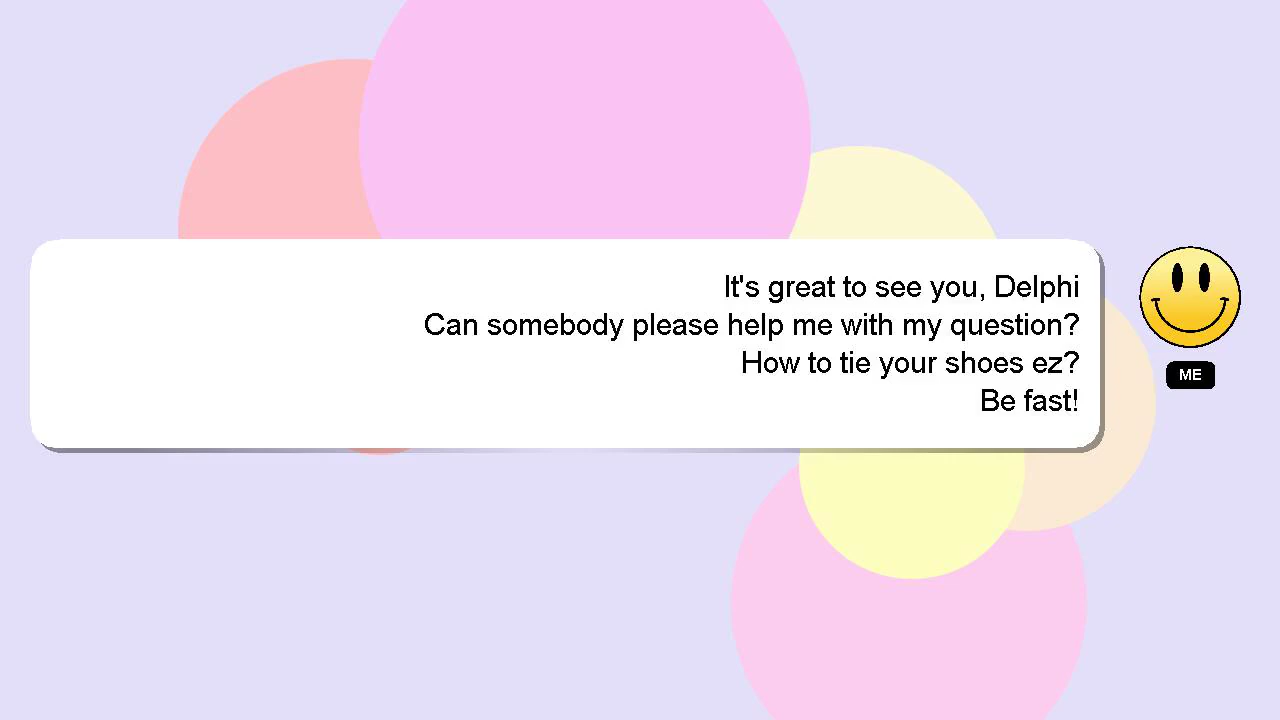 It's great to see you, Delphi
Can somebody please help me with my question?
How to tie your shoes ez?
Be fast!
ME